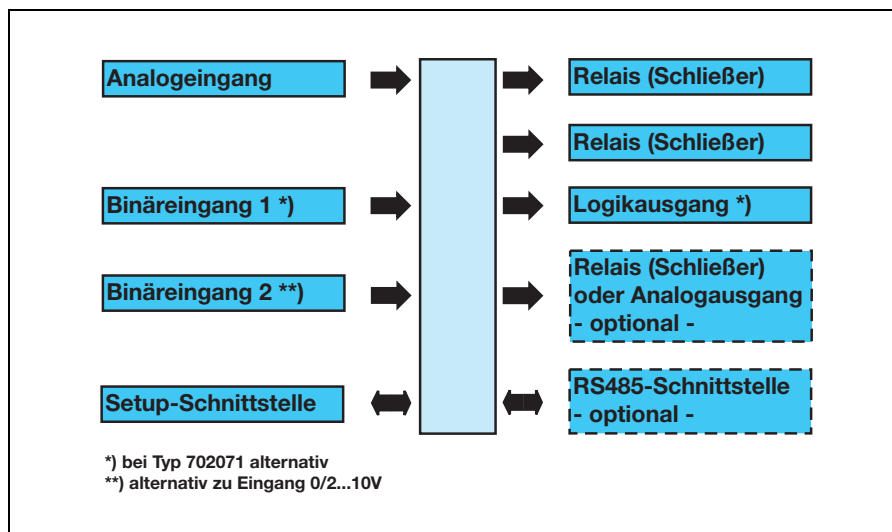 Analogeingang
Relais (Schließer)
Relais (Schließer)
Binäreingang 1 *)
Logikausgang *)
Binäreingang 2 **)
Relais (Schließer)
oder Analogausgang
- optional -
Setup-Schnittstelle
RS485-Schnittstelle
- optional -
*) bei Typ 702071 alternativ
**) alternativ zu Eingang 0/2...10V